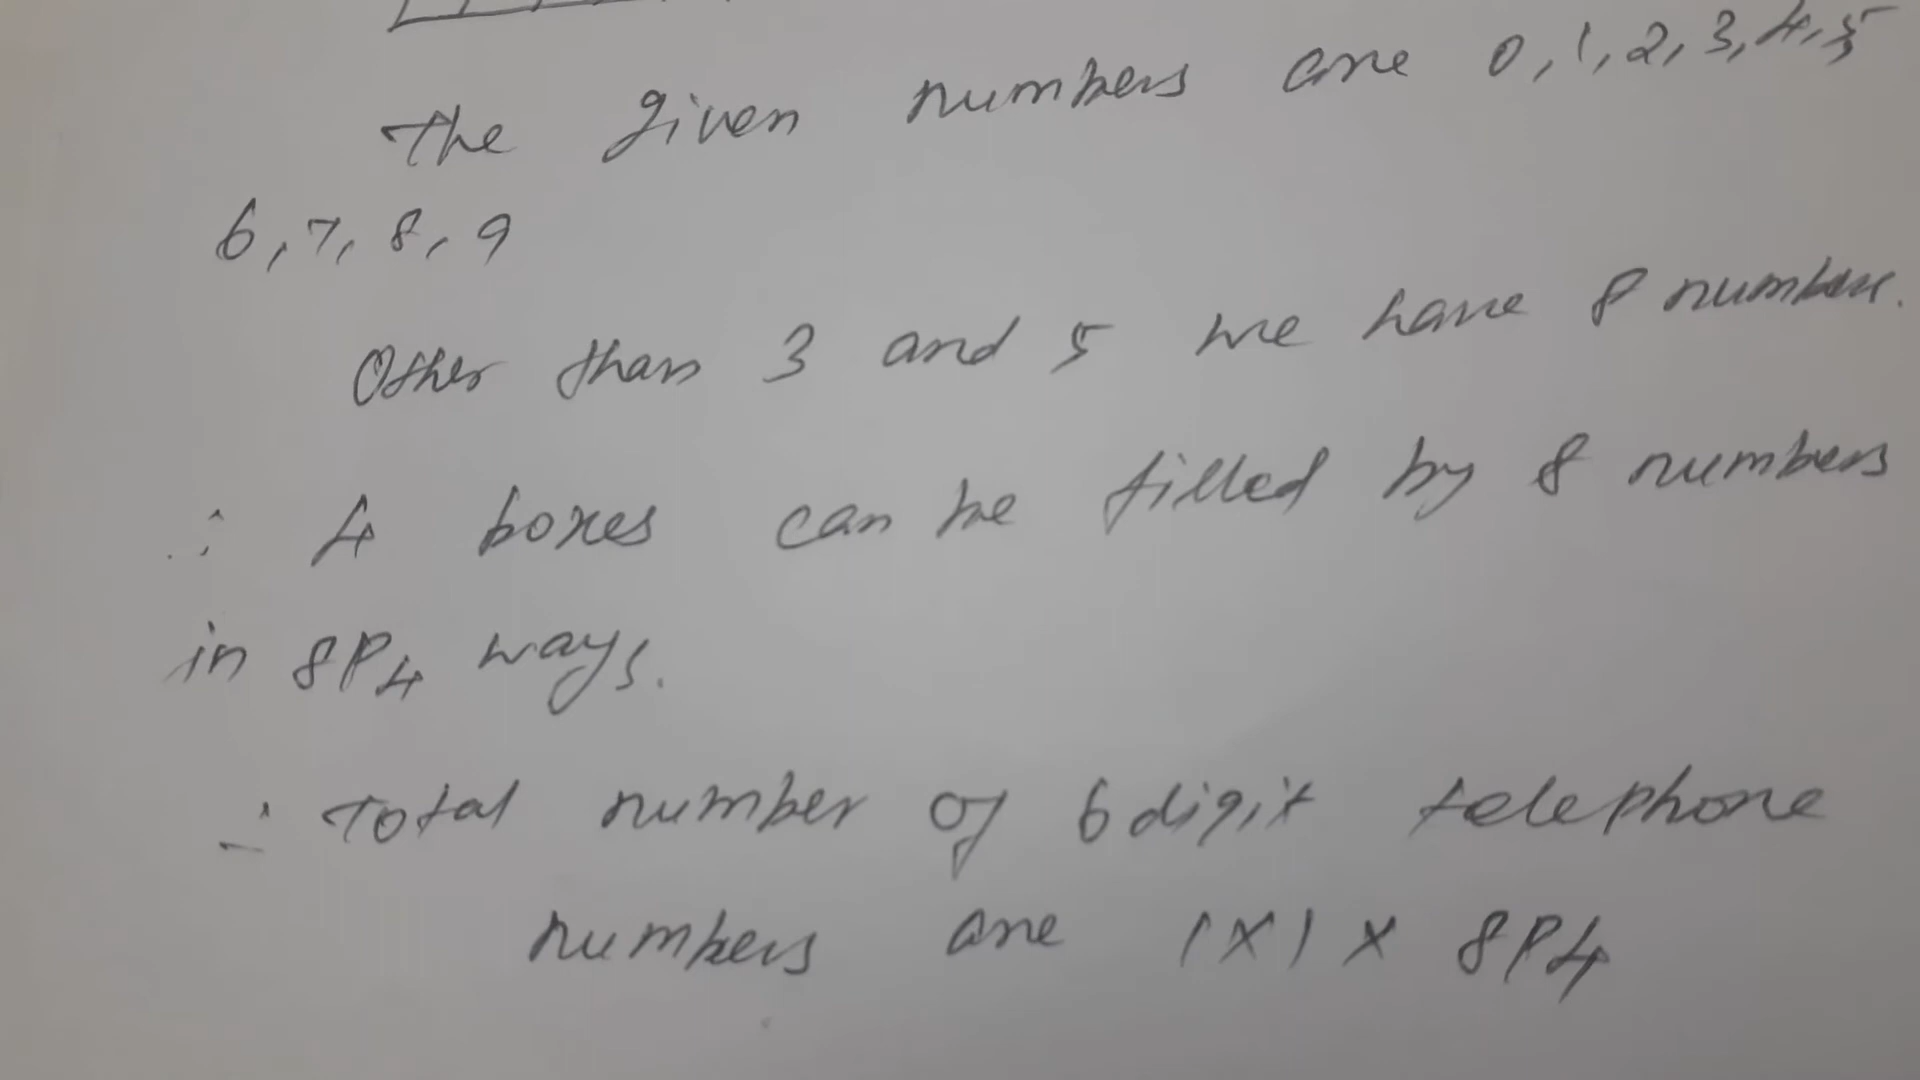 The given numbers are 0, 1, 2, 3, 4, 5
6, 7, 8, 9
Other than 3 and 5 we have 8 numbers.
∴ 4 boxes can be filled by 8 numbers
in 8P4 ways.
∴ Total number of 6 digit telephone
numbers are 1 x 1 x 8P4